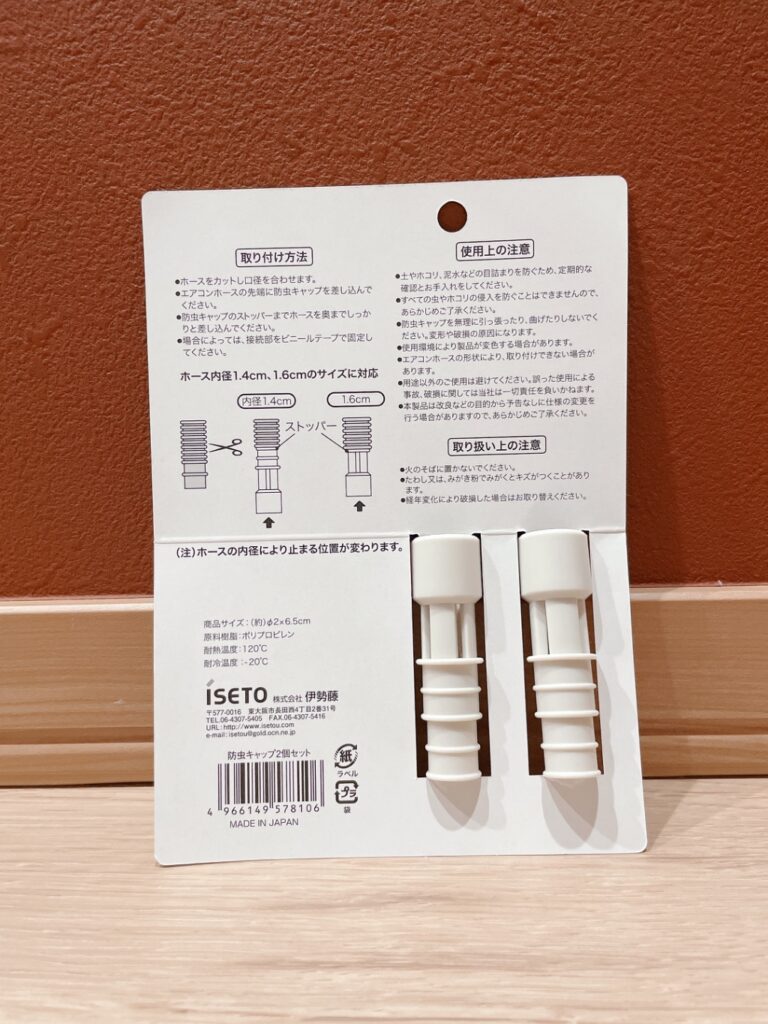 取り付け方法
●ホースをカットし口径を合わせます。
●エアコンホースの先端に防虫キャップを差し込んで
ください。
●防虫キャップのストッパーまでホースを奥までしっか
りと差し込んでください。
●場合によっては、接続部をビニールテープで固定し
てください。
ホース内径1.4cm、1.6cmのサイズに対応
内径1.4cm
1.6cm
ストッパー
(注)ホースの内径により止まる位置が変わります。
使用上の注意
●土やホコリ、泥水などの目詰まりを防ぐため、定期的な
確認とお手入れをしてください。
●すべての虫やホコリの侵入を防ぐことはできませんので、
あらかじめご了承ください。
●防虫キャップを無理に引っ張ったり、曲げたりしないでく
ださい。変形や破損の原因になります。
●使用環境により製品が変色する場合があります。
●エアコンホースの形状により、取り付けできない場合が
あります。
●用途以外のご使用は避けてください。誤った使用による
事故、破損に関しては当社は一切責任を負いかねます。
●本製品は改良などの目的から予告なしに仕様の変更を
行う場合がありますので、あらかじめご了承ください。
取り扱い上の注意
●火のそばに置かないでください。
●たわし又は、みがき粉でみがくとキズがつくことがあり
ます。
●経年変化により破損した場合はお取り替えください。
商品サイズ:(約)φ2×6.5cm
原料樹脂:ポリプロピレン
耐熱温度:120℃
耐冷温度:-20℃
ISETO 株式会社 伊勢藤
〒577-0016 東大阪市長田西4丁目2番31号
TEL.06-4307-5405 FAX.06-4307-5416
URL:http://www.isetou.com
e-mail:isetou@gold.ocn.ne.jp
防虫キャップ2個セット
4 966149 578106
MADE IN JAPAN
紙
ラベル
プラ
袋